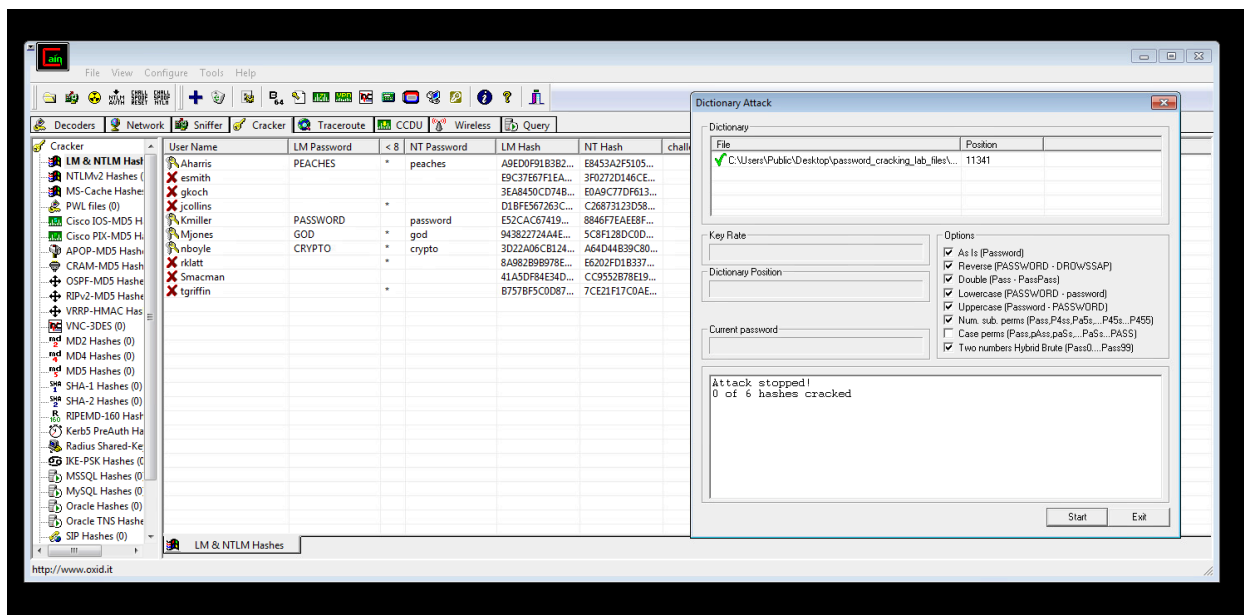 Caín
File View Configure Tools Help
Decoders Network Sniffer Cracker Traceroute CCDU Wireless Query
Cracker
LM & NTLM Hash
NTLMv2 Hashes (
MS-Cache Hashe:
PWL files (0)
Cisco IOS-MD5 H
Cisco PIX-MD5 H
APOP-MD5 Hash
CRAM-MD5 Hash
OSPF-MD5 Hashe
RIPv2-MD5 Hashe
VRRP-HMAC Has
VNC-3DES (0)
MD2 Hashes (0)
MD4 Hashes (0)
MD5 Hashes (0)
SHA-1 Hashes (0)
SHA-2 Hashes (0)
RIPEMD-160 Hash
Kerb5 PreAuth Ha
Radius Shared-Ke
IKE-PSK Hashes (0
MSSQL Hashes (0
MySQL Hashes (0
Oracle Hashes (0)
Oracle TNS Hashe
SIP Hashes (0)
User Name LM Password < 8 NT Password LM Hash NT Hash chall
Aharris PEACHES * peaches A9ED0F91B3B2... E8453A2F5105...
esmith E9C37E67F1EA... 3F0272D146CE...
gkoch 3EA8450CD74B... E0A9C77DF613...
jcollins * D1BFE567263C... C26873123D58...
Kmiller PASSWORD password E52CAC67419... 8846F7EAEE8F...
Mjones GOD * god 943822724A4E... 5C8F128DC0D...
nboyle CRYPTO * crypto 3D22A06CB124... A64D44B39C80...
rklatt * 8A982B9B978E... E6202FD1B337...
Smacman 41A5DF84E34D... CC9552B78E19...
tgriffin * B757BF5C0D87... 7CE21F17C0AE...
LM & NTLM Hashes
http://www.oxid.it
Dictionary Attack
Dictionary
File Position
C:\Users\Public\Desktop\password_cracking_lab_files\... 11341
Key Rate
Dictionary Position
Current password
Options
As Is (Password)
Reverse (PASSWORD - DROWSSAP)
Double (Pass - PassPass)
Lowercase (PASSWORD - password)
Uppercase (Password - PASSWORD)
Num. sub. perms (Pass,P4ss,Pa5s,...P45s...P455)
Case perms (Pass,pAss,paSs,...PaSs...PASS)
Two numbers Hybrid Brute (Pass0....Pass99)
Attack stopped!
0 of 6 hashes cracked
Start Exit